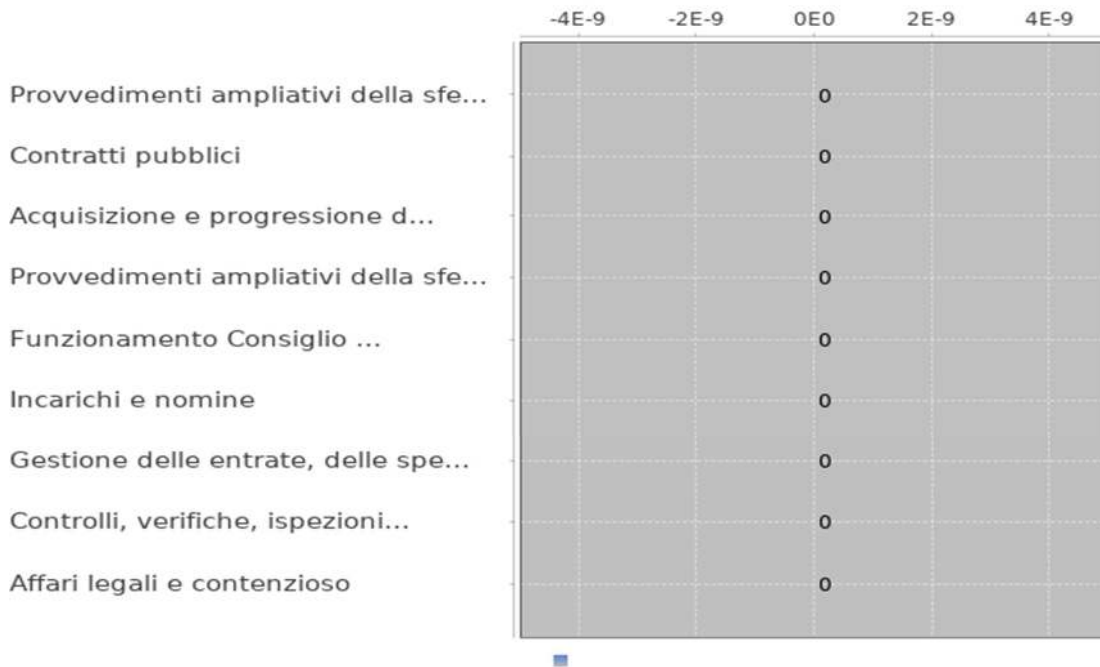 -4E-9 -2E-9 0E0 2E-9 4E-9
Provvedimenti ampliativi della sfe... 0
Contratti pubblici 0
Acquisizione e progressione d... 0
Provvedimenti ampliativi della sfe... 0
Funzionamento Consiglio ... 0
Incarichi e nomine 0
Gestione delle entrate, delle spe... 0
Controlli, verifiche, ispezioni... 0
Affari legali e contenzioso 0